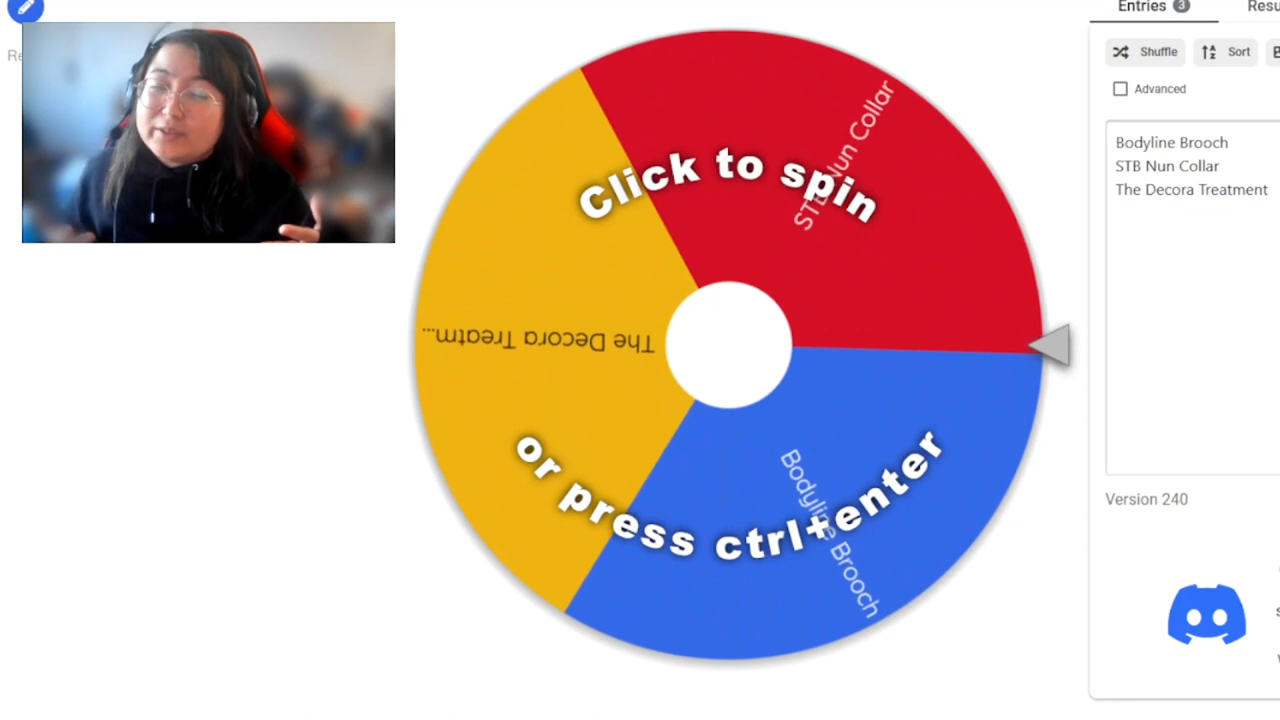 Entries 3
Resu
Re
Shuffle
Sort
Advanced
Bodyline Brooch
STB Nun Collar
The Decora Treatment
Click to spin
STB Nun Collar
The Decora Treatm...
or press ctrl+enter
Bodyline Brooch
Version 240